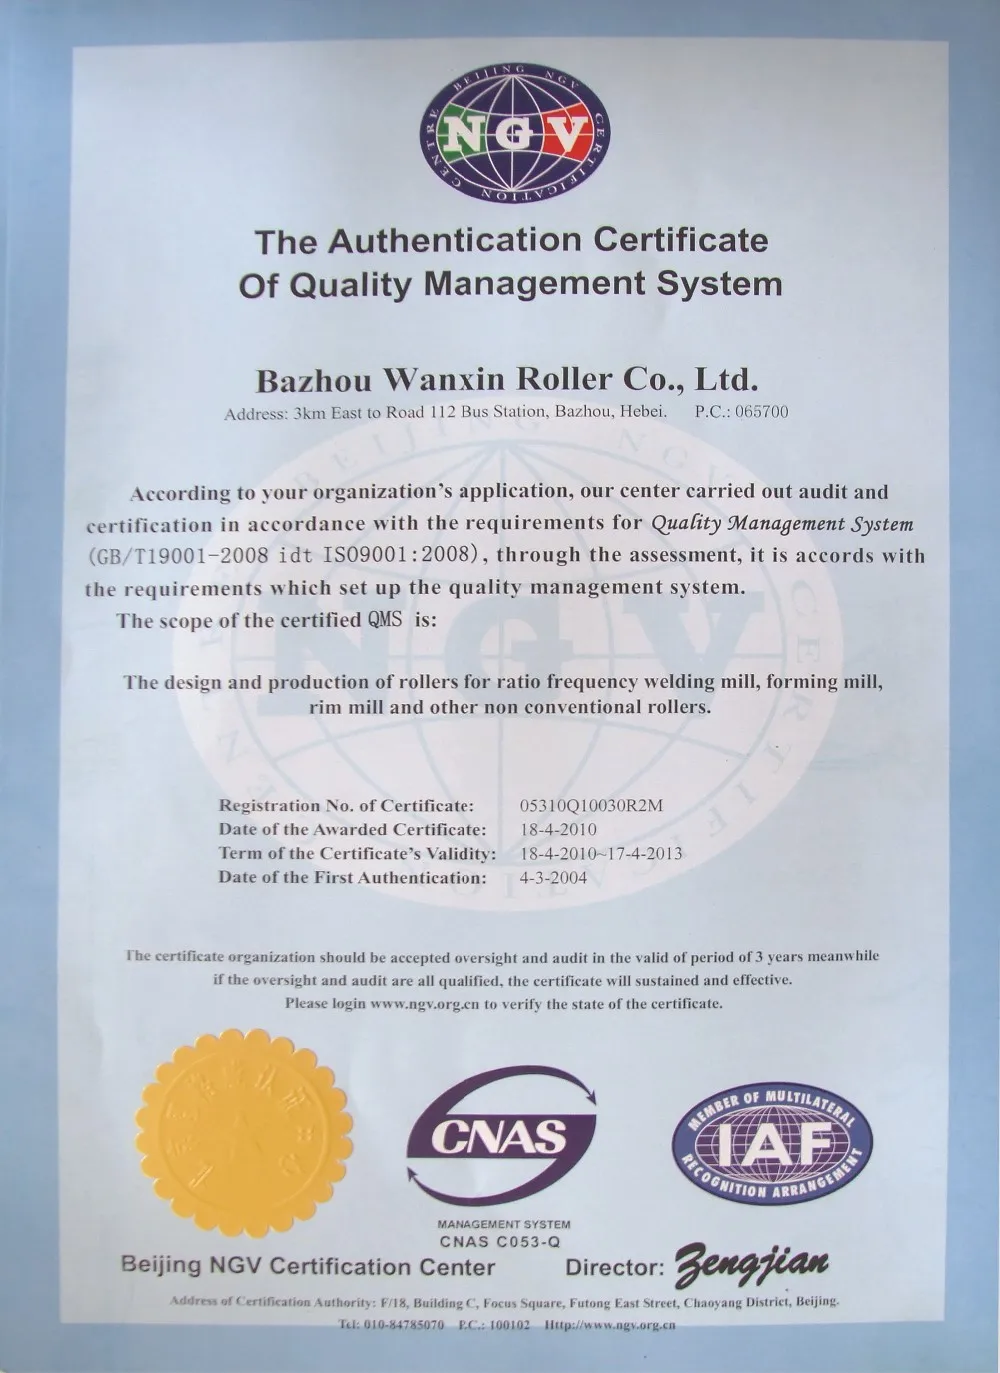 BEIJING NGV CERTIFICATION CENTRE
NGV
The Authentication Certificate
Of Quality Management System
Bazhou Wanxin Roller Co., Ltd.
Address: 3km East to Road 112 Bus Station, Bazhou, Hebei. P.C.: 065700
According to your organization's application, our center carried out audit and
certification in accordance with the requirements for Quality Management System
(GB/T19001-2008 idt ISO9001:2008), through the assessment, it is accords with
the requirements which set up the quality management system.
The scope of the certified QMS is:
The design and production of rollers for ratio frequency welding mill, forming mill,
rim mill and other non conventional rollers.
Registration No. of Certificate: 05310Q10030R2M
Date of the Awarded Certificate: 18-4-2010
Term of the Certificate's Validity: 18-4-2010~17-4-2013
Date of the First Authentication: 4-3-2004
The certificate organization should be accepted oversight and audit in the valid of period of 3 years meanwhile
if the oversight and audit are all qualified, the certificate will sustained and effective.
Please login www.ngv.org.cn to verify the state of the certificate.
CNAS
MANAGEMENT SYSTEM
CNAS C053-Q
MEMBER OF MULTILATERAL
IAF
RECOGNITION ARRANGEMENT
Beijing NGV Certification Center Director: Zengjian
Address of Certification Authority: F/18, Building C, Focus Square, Futong East Street, Chaoyang District, Beijing.
Tel: 010-84785070 P.C.: 100102 Http://www.ngv.org.cn